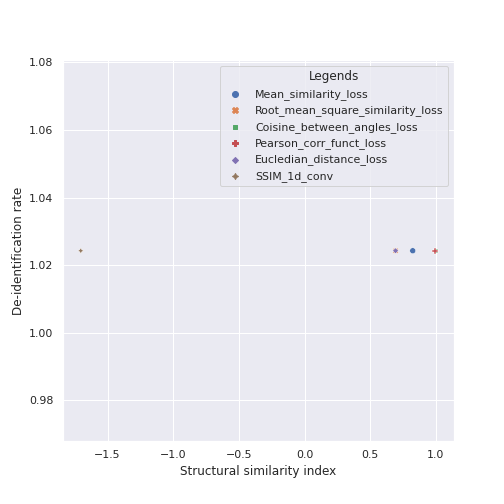 1.08
1.06
1.04
1.02
1.00
0.98
De-identification rate
Legends
Mean_similarity_loss
Root_mean_square_similarity_loss
Coisine_between_angles_loss
Pearson_corr_funct_loss
Eucledian_distance_loss
SSIM_1d_conv
−1.5 −1.0 −0.5 0.0 0.5 1.0
Structural similarity index